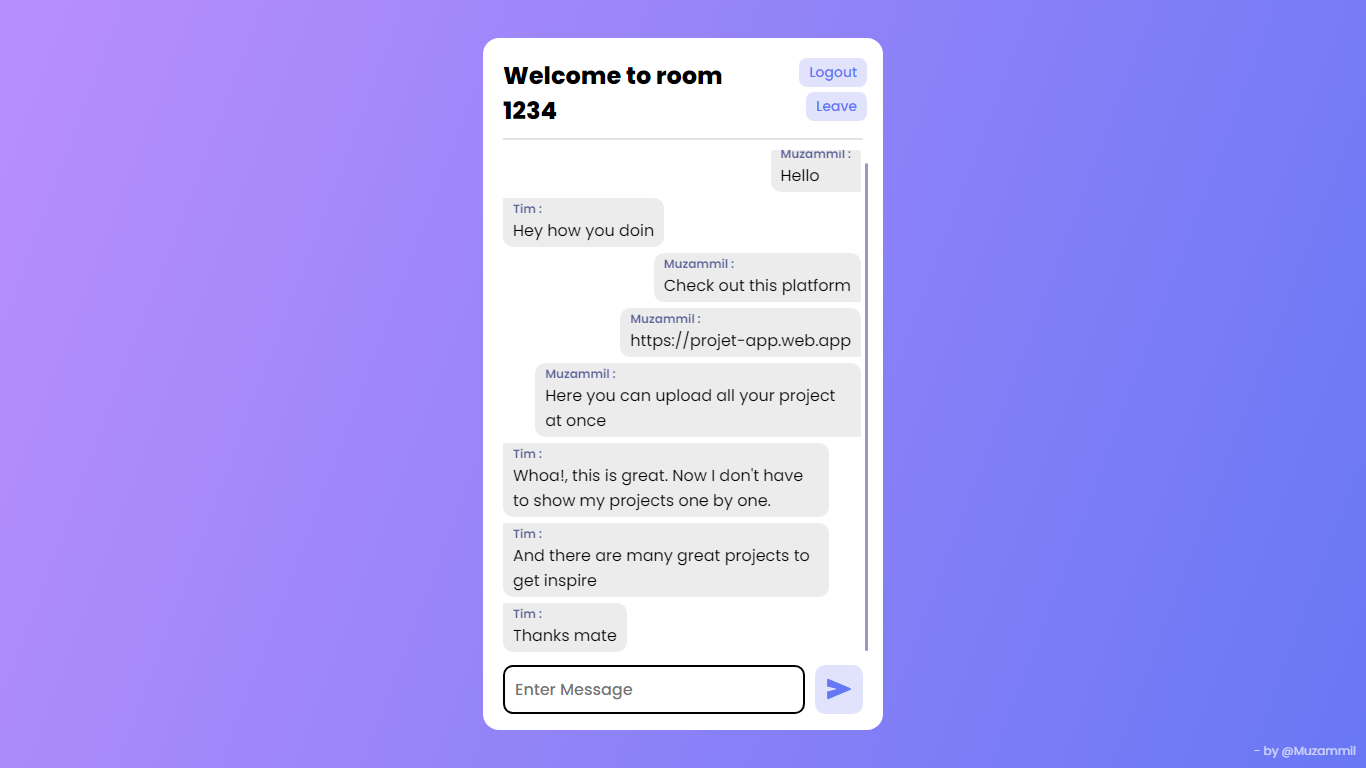 Welcome to room
1234
Logout
Leave
Muzammil :
Hello
Tim :
Hey how you doin
Muzammil :
Check out this platform
Muzammil :
https://projet-app.web.app
Muzammil :
Here you can upload all your project
at once
Tim :
Whoa!, this is great. Now I don't have
to show my projects one by one.
Tim :
And there are many great projects to
get inspire
Tim :
Thanks mate
Enter Message
- by @Muzammil